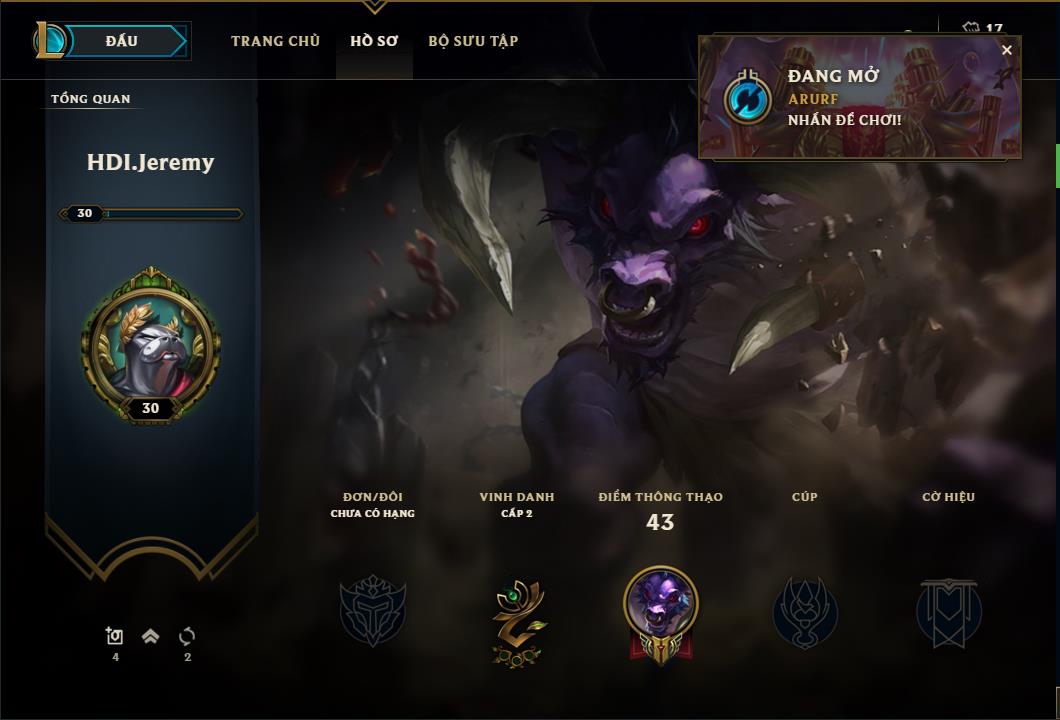 ĐẤU
TRANG CHỦ
HỒ SƠ
BỘ SƯU TẬP
17
ĐANG MỞ
ARURF
NHẤN ĐỂ CHƠI!
TỔNG QUAN
HDI.Jeremy
30
30
ĐƠN/ĐÔI
CHƯA CÓ HẠNG
VINH DANH
CẤP 2
ĐIỂM THÔNG THẠO
43
CÚP
CỜ HIỆU
4
2